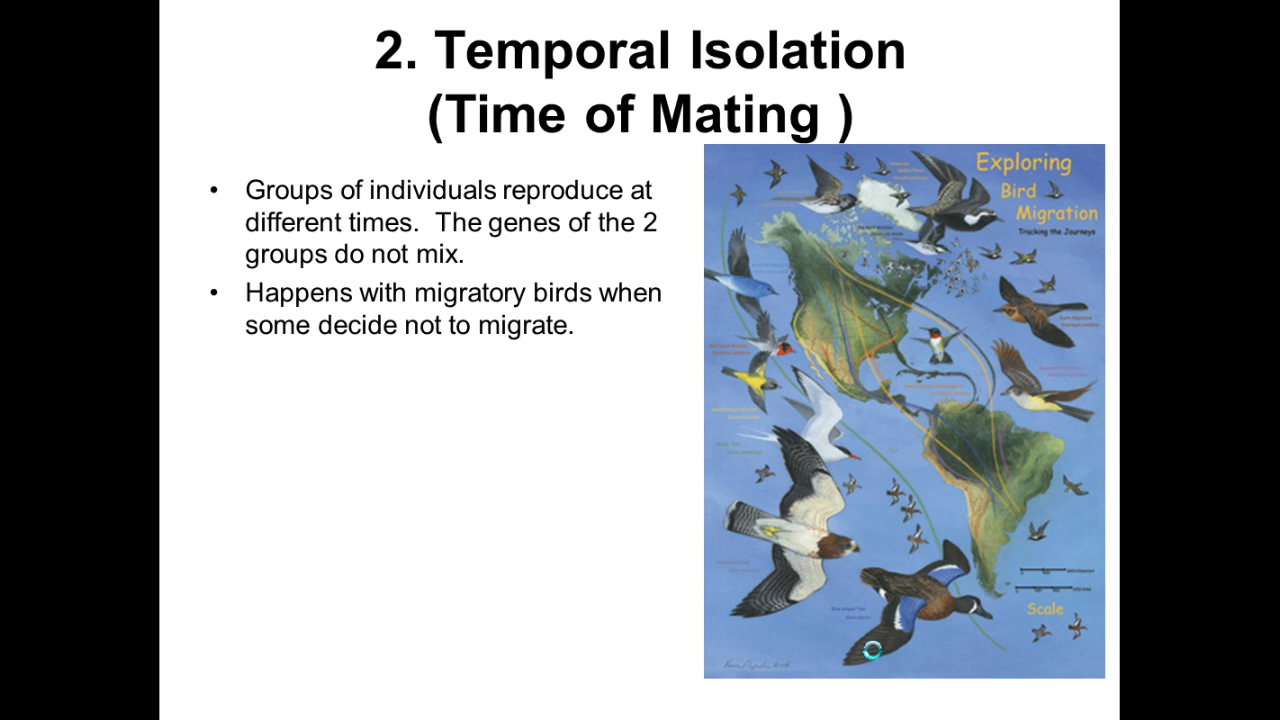 2. Temporal Isolation
(Time of Mating )
• Groups of individuals reproduce at
different times.  The genes of the 2
groups do not mix.
• Happens with migratory birds when
some decide not to migrate.
Exploring
Bird
Migration
Tracking the Journeys
Scale